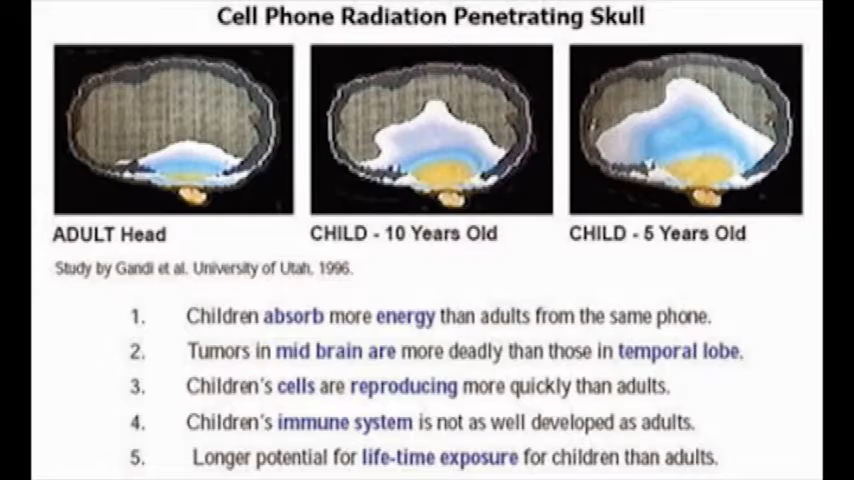 Cell Phone Radiation Penetrating Skull
ADULT Head
CHILD - 10 Years Old
CHILD - 5 Years Old
Study by Gandi et al. University of Utah, 1996.
1. Children absorb more energy than adults from the same phone.
2. Tumors in mid brain are more deadly than those in temporal lobe.
3. Children's cells are reproducing more quickly than adults.
4. Children's immune system is not as well developed as adults.
5. Longer potential for life-time exposure for children than adults.